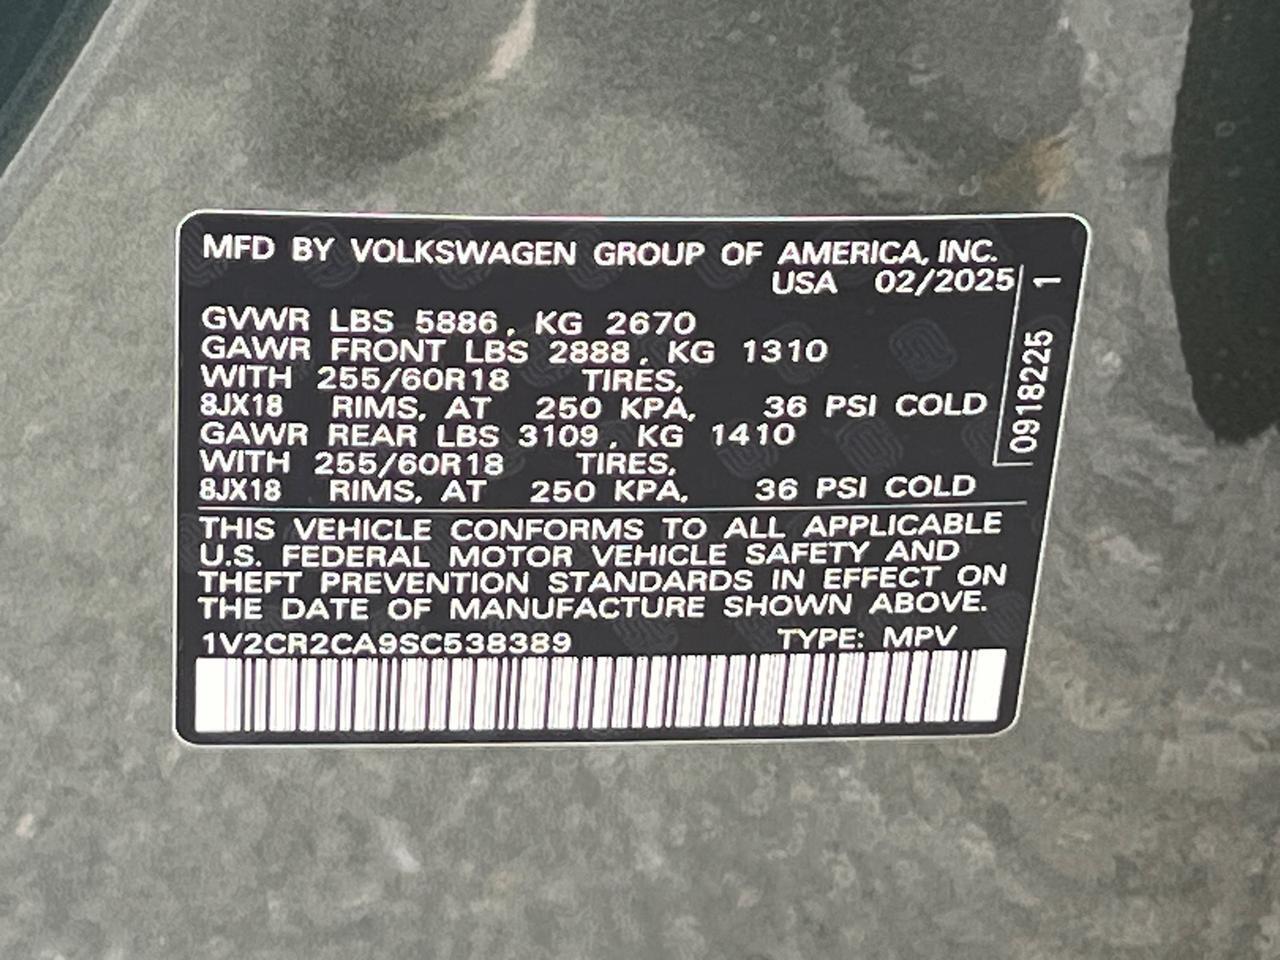 MFD BY VOLKSWAGEN GROUP OF AMERICA, INC.
USA 02/2025
GVWR LBS 5886, KG 2670
GAWR FRONT LBS 2888, KG 1310
WITH 255/60R18 TIRES,
8JX18 RIMS, AT 250 KPA, 36 PSI COLD
GAWR REAR LBS 3109, KG 1410
WITH 255/60R18 TIRES,
8JX18 RIMS, AT 250 KPA, 36 PSI COLD
THIS VEHICLE CONFORMS TO ALL APPLICABLE
U.S. FEDERAL MOTOR VEHICLE SAFETY AND
THEFT PREVENTION STANDARDS IN EFFECT ON
THE DATE OF MANUFACTURE SHOWN ABOVE.
1V2CR2CA9SC538389 TYPE: MPV
0918225 1